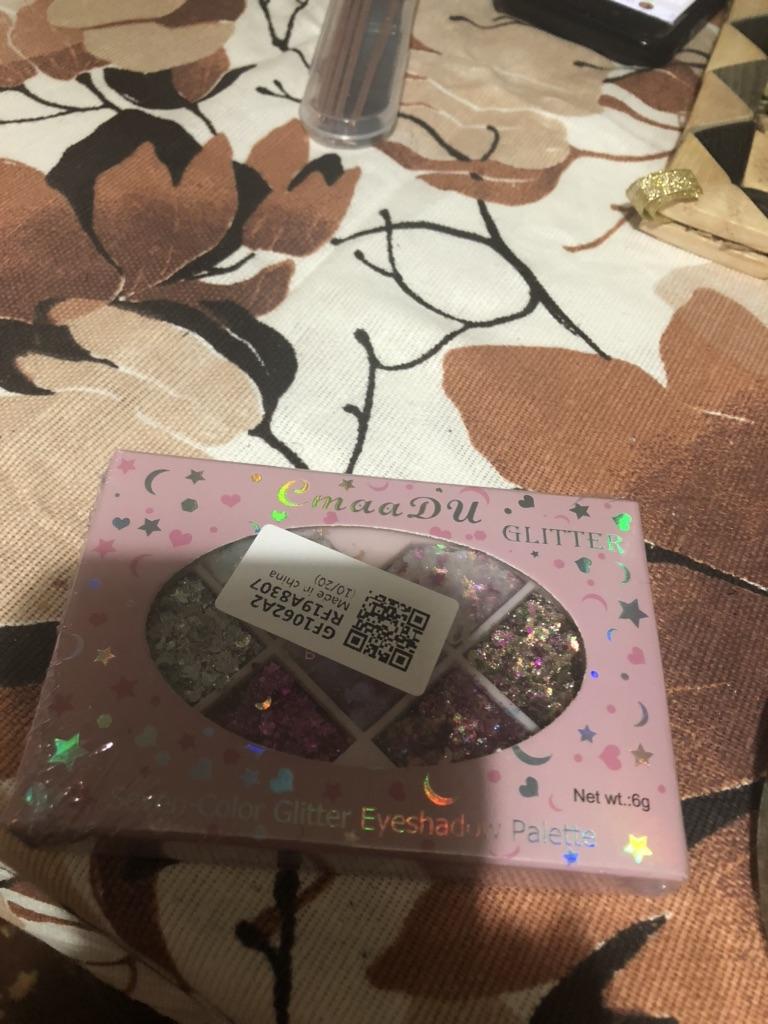 CmaaDU
GLITTER
GF1062A2
RF19A8307
Made in china
(10/20)
Color Glitter Eyeshadow Palette
Net wt.:6g